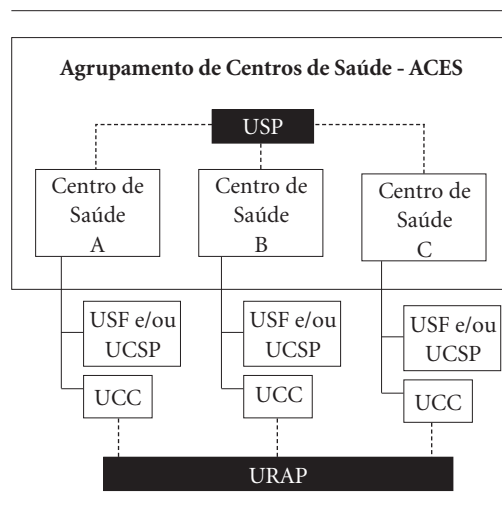 Agrupamento de Centros de Saúde - ACES
USP
Centro de
Saúde
A
Centro de
Saúde
B
Centro de
Saúde
C
USF e/ou
UCSP
USF e/ou
UCSP
USF e/ou
UCSP
UCC
UCC
UCC
URAP